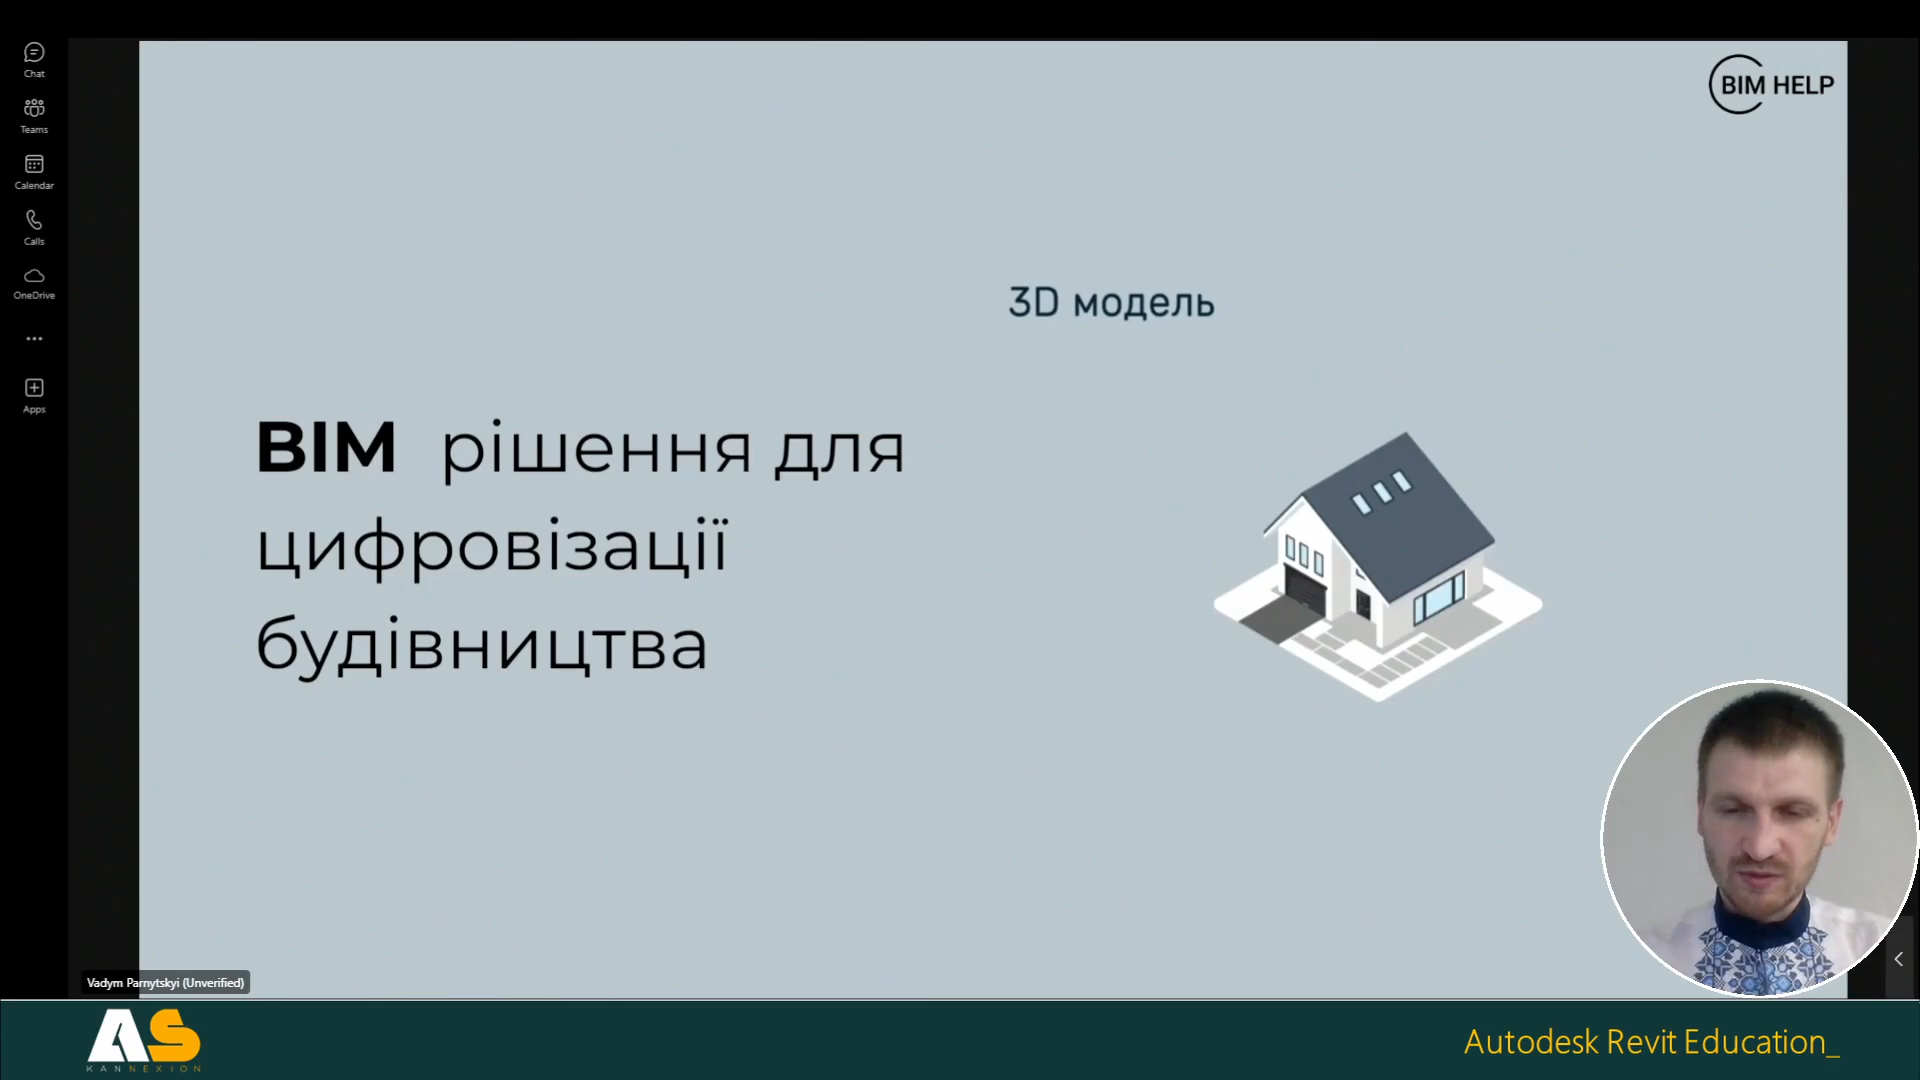 Chat
Teams
Calendar
Calls
OneDrive
Apps
BIM HELP
3D модель
BIM рішення для
цифровізації
будівництва
Vadym Parnytskyi (Unverified)
AS
KANNEXION
Autodesk Revit Education_